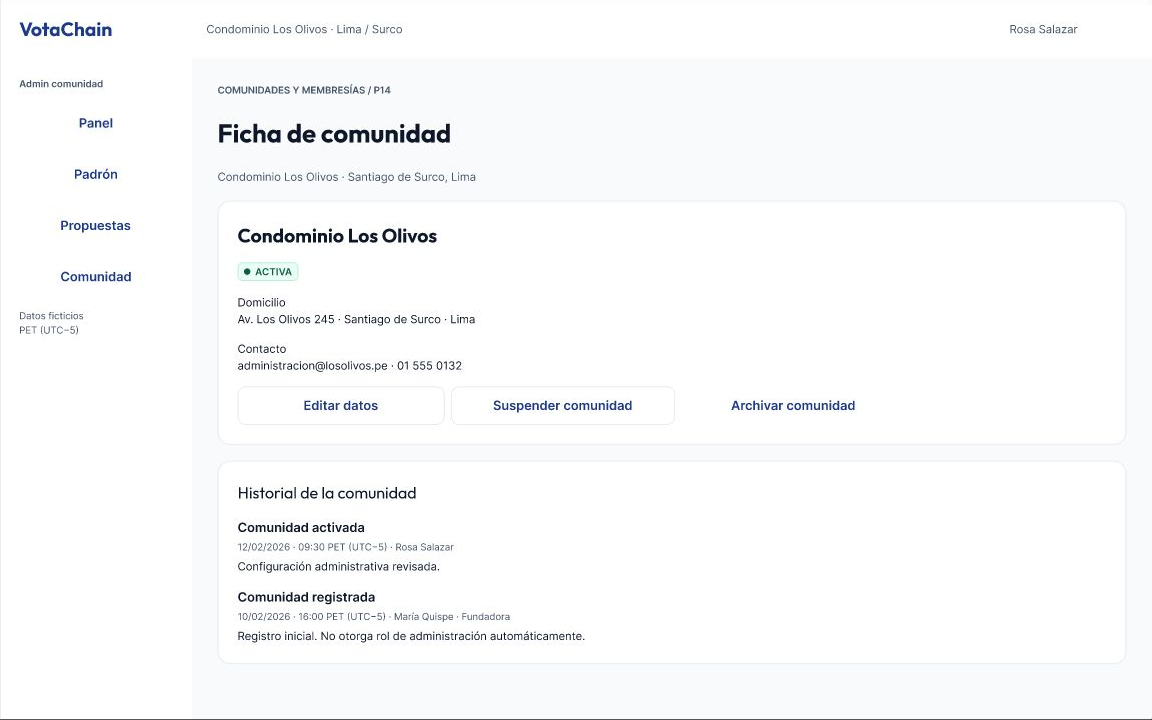 VotaChain
Condominio Los Olivos · Lima / Surco
Rosa Salazar
Admin comunidad
Panel
Padrón
Propuestas
Comunidad
Datos ficticios
PET (UTC−5)
COMUNIDADES Y MEMBRESÍAS / P14
Ficha de comunidad
Condominio Los Olivos · Santiago de Surco, Lima
Condominio Los Olivos
ACTIVA
Domicilio
Av. Los Olivos 245 · Santiago de Surco · Lima
Contacto
administracion@losolivos.pe · 01 555 0132
Editar datos
Suspender comunidad
Archivar comunidad
Historial de la comunidad
Comunidad activada
12/02/2026 · 09:30 PET (UTC−5) · Rosa Salazar
Configuración administrativa revisada.
Comunidad registrada
10/02/2026 · 16:00 PET (UTC−5) · María Quispe · Fundadora
Registro inicial. No otorga rol de administración automáticamente.